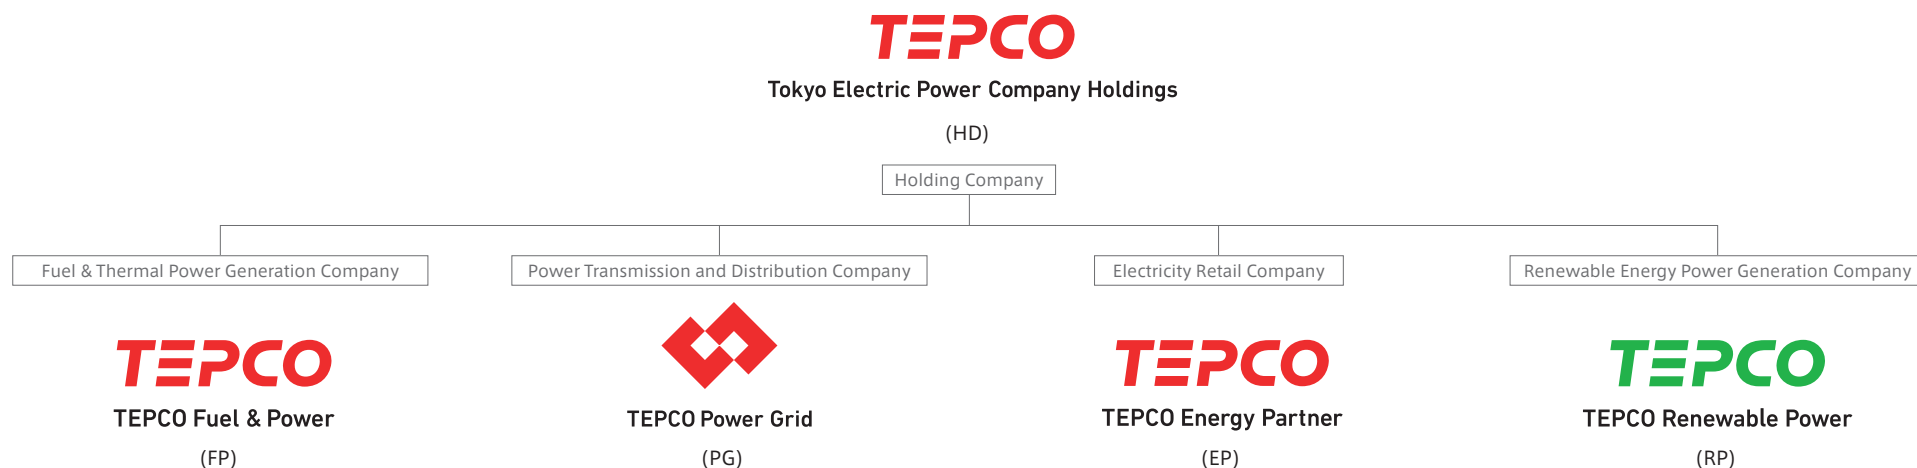 TEPCO
Tokyo Electric Power Company Holdings
(HD)
Holding Company
Fuel & Thermal Power Generation Company
Power Transmission and Distribution Company
Electricity Retail Company
Renewable Energy Power Generation Company
TEPCO
TEPCO
TEPCO
TEPCO Fuel & Power
TEPCO Power Grid
TEPCO Energy Partner
TEPCO Renewable Power
(FP)
(PG)
(EP)
(RP)